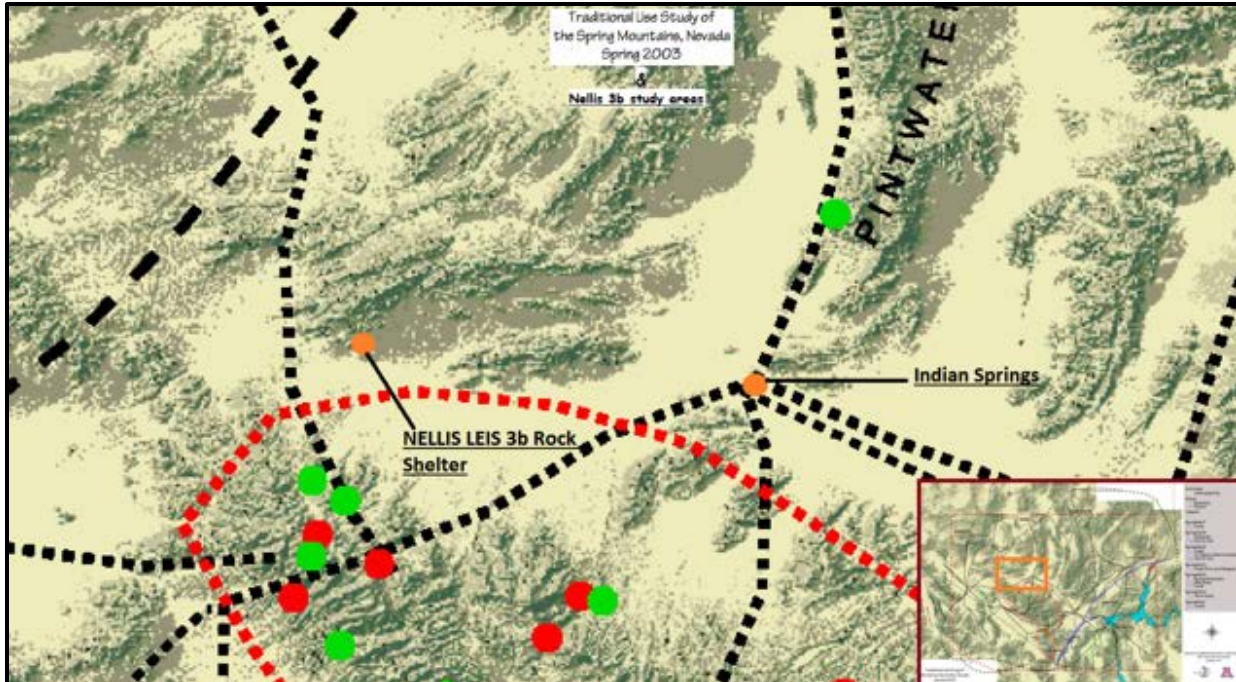 Traditional Use Study of
the Spring Mountains, Nevada
Spring 2003
&
Nellis 3b study areas
PINTWATE
Indian Springs
NELLIS LEIS 3b Rock
Shelter